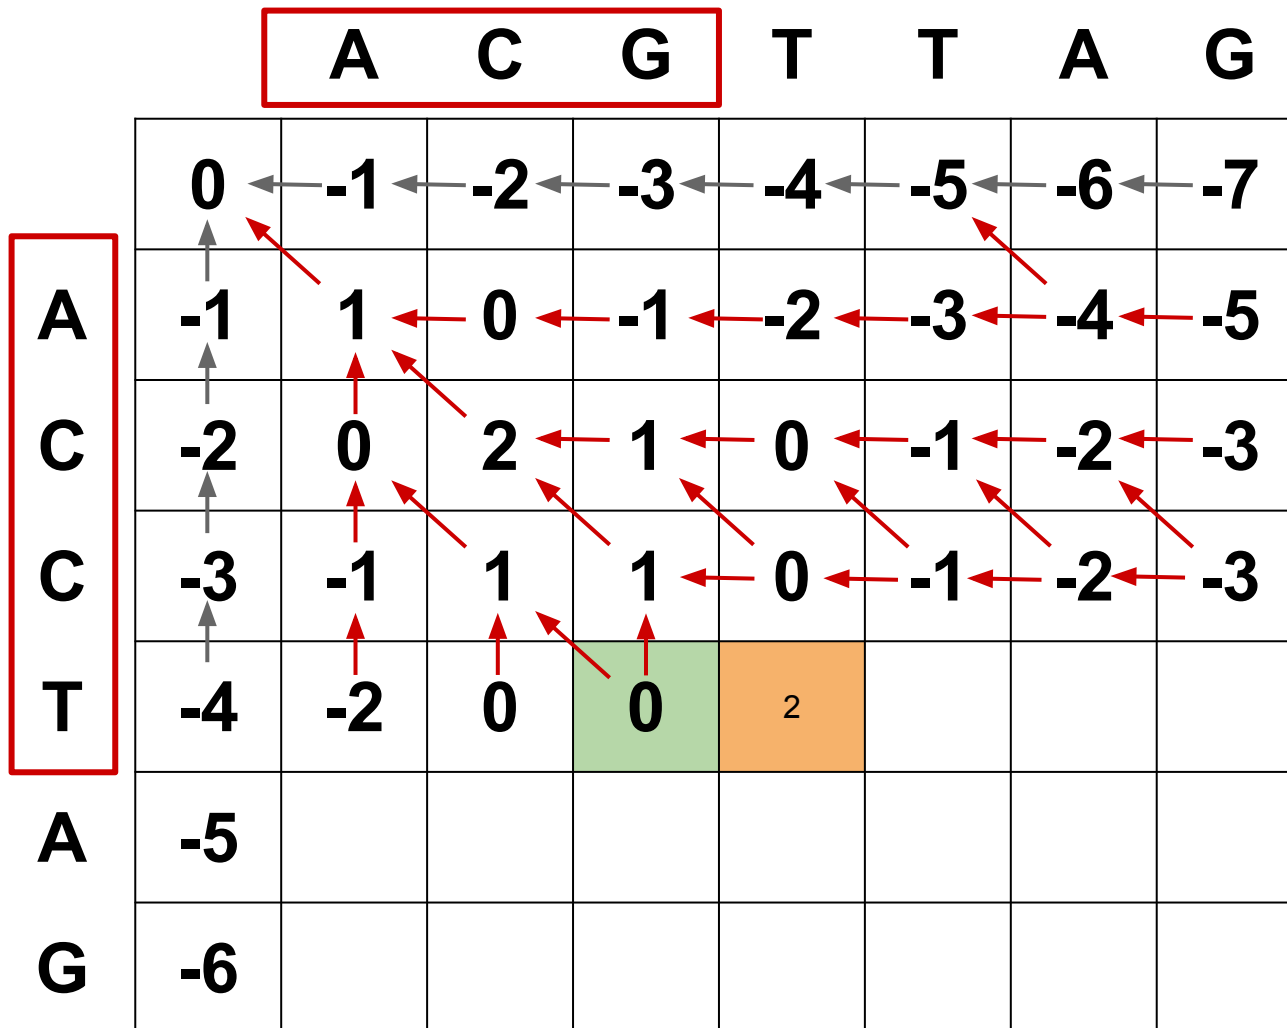 A C G T T A G
0 -1 -2 -3 -4 -5 -6 -7
A -1 1 0 -1 -2 -3 -4 -5
C -2 0 2 1 0 -1 -2 -3
C -3 -1 1 1 0 -1 -2 -3
T -4 -2 0 0 2
A -5
G -6